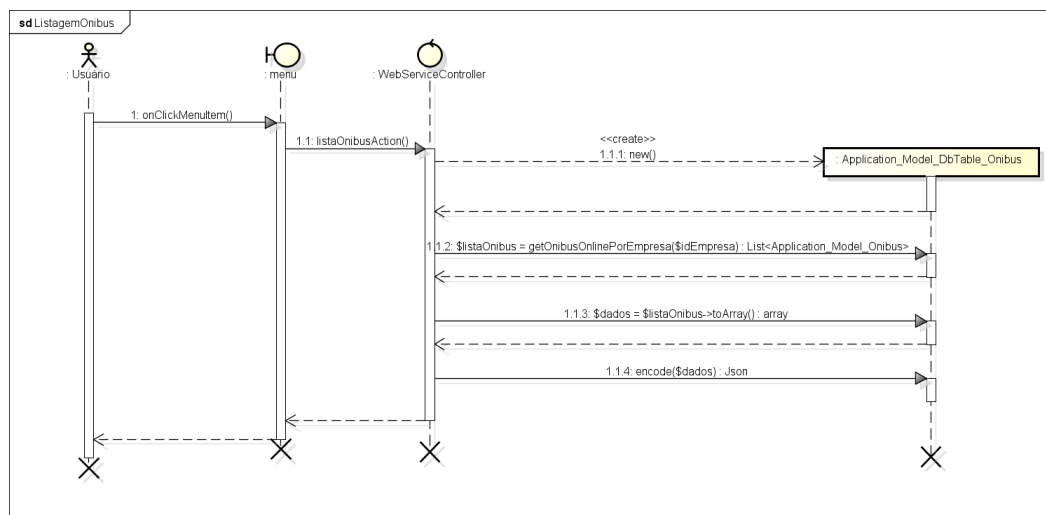 sd ListagemOnibus
: Usuário
: menu
: WebServiceController
1: onClickMenuItem()
1.1: listaOnibusAction()
<<create>>
1.1.1: new()
: Application_Model_DbTable_Onibus
1.1.2: $listaOnibus = getOnibusOnlinePorEmpresa($idEmpresa) : List<Application_Model_Onibus>
1.1.3: $dados = $listaOnibus->toArray() : array
1.1.4: encode($dados) : Json